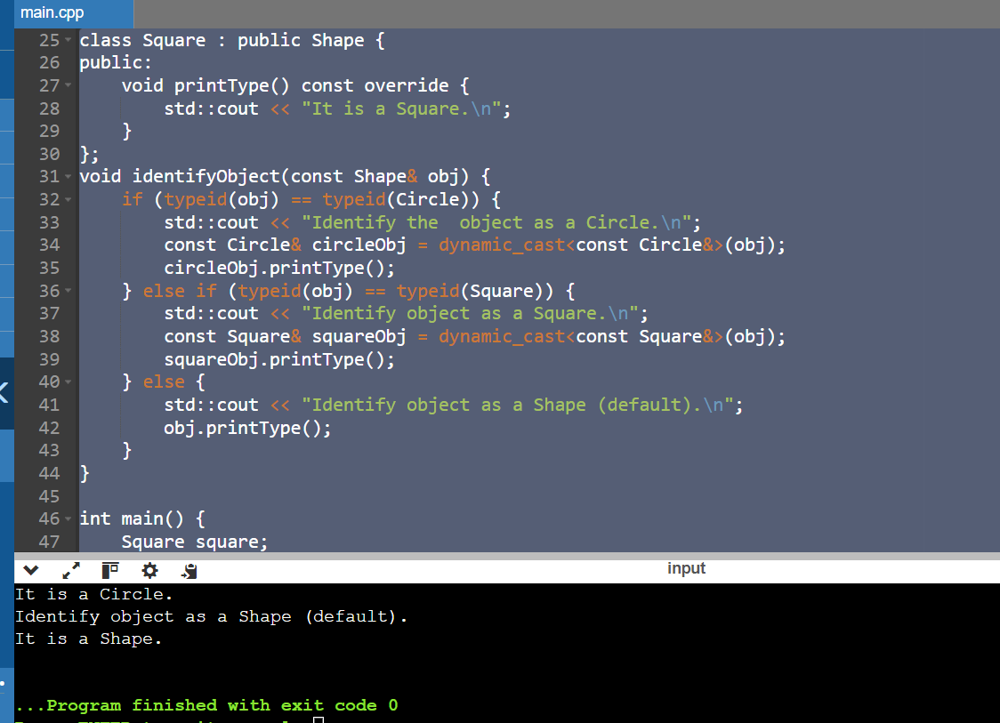 main.cpp
25 class Square : public Shape {
26 public:
27     void printType() const override {
28         std::cout << "It is a Square.\n";
29     }
30 };
31 void identifyObject(const Shape& obj) {
32     if (typeid(obj) == typeid(Circle)) {
33         std::cout << "Identify the  object as a Circle.\n";
34         const Circle& circleObj = dynamic_cast<const Circle&>(obj);
35         circleObj.printType();
36     } else if (typeid(obj) == typeid(Square)) {
37         std::cout << "Identify object as a Square.\n";
38         const Square& squareObj = dynamic_cast<const Square&>(obj);
39         squareObj.printType();
40     } else {
41         std::cout << "Identify object as a Shape (default).\n";
42         obj.printType();
43     }
44 }
45
46 int main() {
47     Square square;
input
It is a Circle.
Identify object as a Shape (default).
It is a Shape.
...Program finished with exit code 0